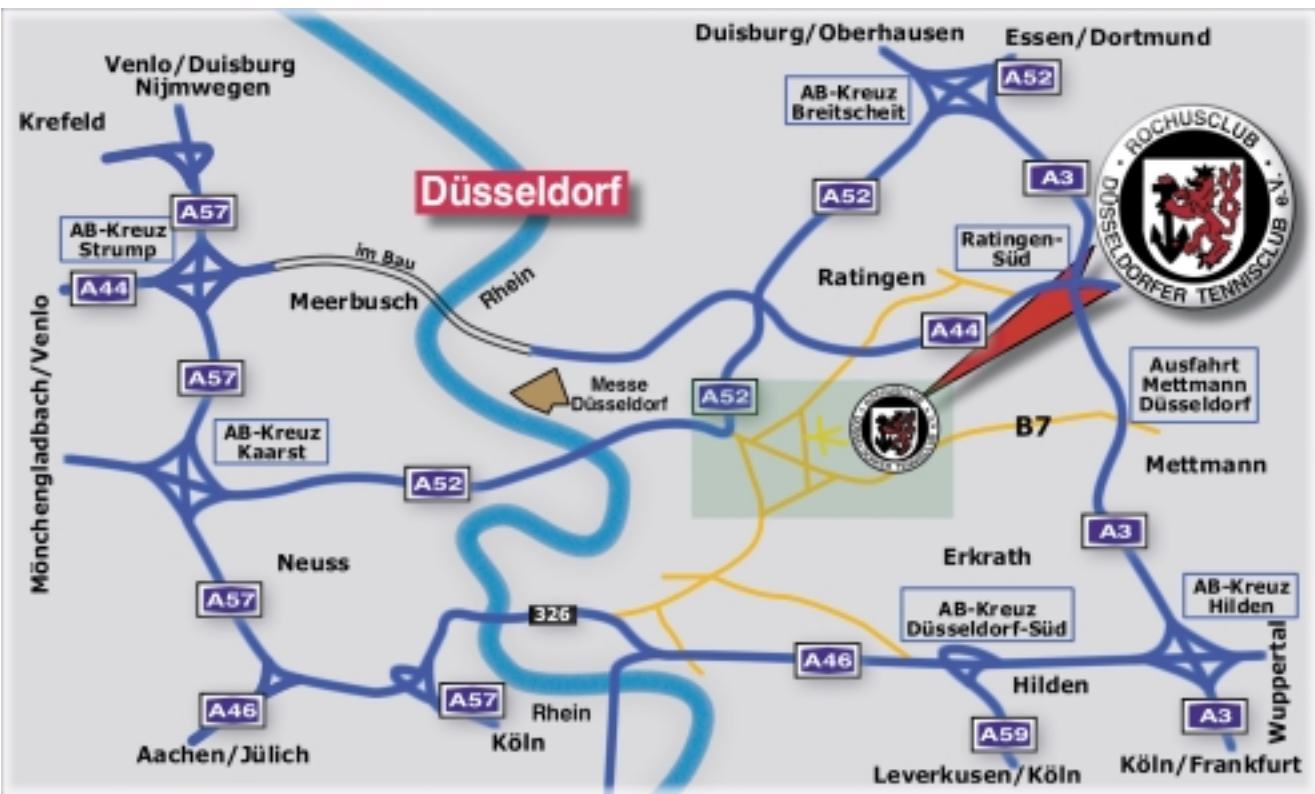 Duisburg/Oberhausen
Essen/Dortmund
A52
Venlo/Duisburg
Nijmwegen
Krefeld
AB-Kreuz
Breitscheit
ROCHUSCLUB
DÜSSELDORFER TENNISCLUB e.V.
A3
Düsseldorf
A52
A57
AB-Kreuz
Strump
A44
im Bau
Meerbusch
Rhein
Ratingen
Ratingen-
Süd
A44
Mönchengladbach/Venlo
A57
Messe
Düsseldorf
A52
Ausfahrt
Mettmann
Düsseldorf
B7
Mettmann
AB-Kreuz
Kaarst
A52
A3
Neuss
Erkrath
A57
326
AB-Kreuz
Düsseldorf-Süd
AB-Kreuz
Hilden
A46
Hilden
Wuppertal
A46
A57
Rhein
Köln
A59
A3
Aachen/Jülich
Leverkusen/Köln
Köln/Frankfurt